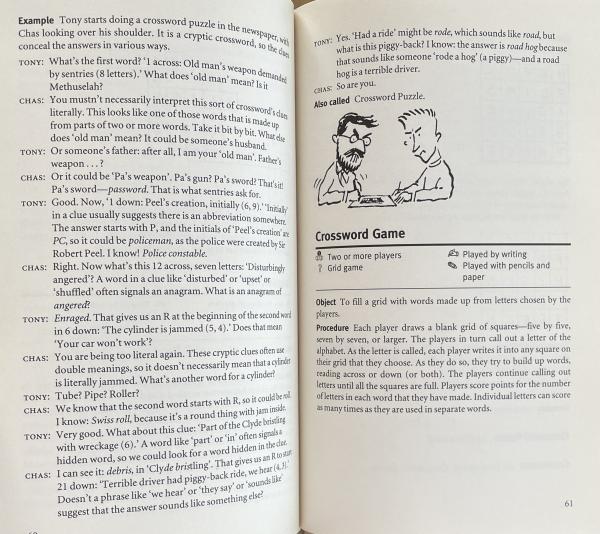 Example Tony starts doing a crossword puzzle in the newspaper, with
Chas looking over his shoulder. It is a cryptic crossword, so the clues
conceal the answers in various ways.
TONY: What's the first word? '1 across: Old man's weapon demanded
by sentries (8 letters).' What does 'old man' mean? Is it
Methuselah?
CHAS: You mustn't necessarily interpret this sort of crossword's clues
literally. This looks like one of those words that is made up
from parts of two or more words. Take it bit by bit. What else
does 'old man' mean? It could be someone's husband.
TONY: Or someone's father: after all, I am your 'old man'. Father's
weapon . . . ?
CHAS: Or it could be 'Pa's weapon'. Pa's gun? Pa's sword? That's it!
Pa's sword—password. That is what sentries ask for.
TONY: Good. Now, '1 down: Peel's creation, initially (6, 9).' 'Initially'
in a clue usually suggests there is an abbreviation somewhere.
The answer starts with P, and the initials of 'Peel's creation' are
PC, so it could be policeman, as the police were created by Sir
Robert Peel. I know! Police constable.
CHAS: Right. Now what's this 12 across, seven letters: 'Disturbingly
angered'? A word in a clue like 'disturbed' or 'upset' or
'shuffled' often signals an anagram. What is an anagram of
angered?
TONY: Enraged. That gives us an R at the beginning of the second word
in 6 down: 'The cylinder is jammed (5, 4).' Does that mean
'Your car won't work'?
CHAS: You are being too literal again. These cryptic clues often use
double meanings, so it doesn't necessarily mean that a cylinder
is literally jammed. What's another word for a cylinder?
TONY: Tube? Pipe? Roller?
CHAS: We know that the second word starts with R, so it could be roll.
I know: Swiss roll, because it's a round thing with jam inside.
TONY: Very good. What about this clue: 'Part of the Clyde bristling
with wreckage (6).' A word like 'part' or 'in' often signals a
hidden word, so we could look for a word hidden in the clue.
CHAS: I can see it: debris, in 'Clyde bristling'. That gives us an R to start
21 down: 'Terrible driver had piggy-back ride, we hear (4, 3).'
Doesn't a phrase like 'we hear' or 'they say' or 'sounds like'
suggest that the answer sounds like something else?
TONY: Yes. 'Had a ride' might be rode, which sounds like road, but
what is this piggy-back? I know: the answer is road hog because
that sounds like someone 'rode a hog' (a piggy)—and a road
hog is a terrible driver.
CHAS: So are you.
Also called Crossword Puzzle.
Crossword Game
Two or more players
Grid game
Played by writing
Played with pencils and
paper
Object To fill a grid with words made up from letters chosen by the
players.
Procedure Each player draws a blank grid of squares—five by five,
seven by seven, or larger. The players in turn call out a letter of the
alphabet. As the letter is called, each player writes it into any square on
their grid that they choose. As they do so, they try to build up words,
reading across or down (or both). The players continue calling out
letters until all the squares are full. Players score points for the number
of letters in each word that they have made. Individual letters can score
as many times as they are used in separate words.
61